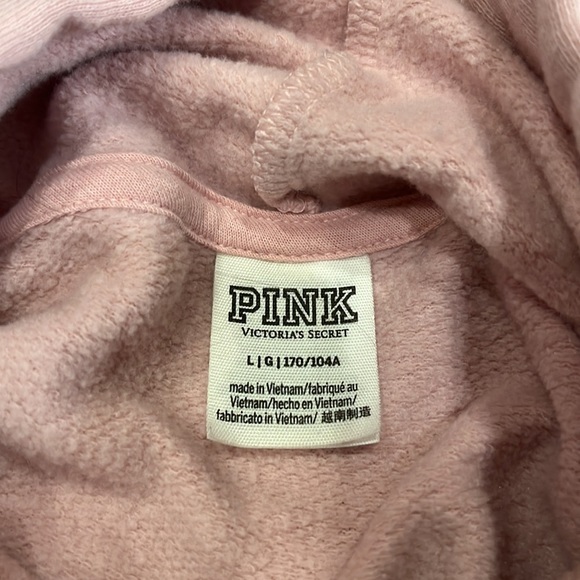 PINK
VICTORIA'S SECRET
L | G | 170/104A
made in Vietnam/fabriqué au
Vietnam/hecho en Vietnam/
fabbricato in Vietnam/ 越南制造